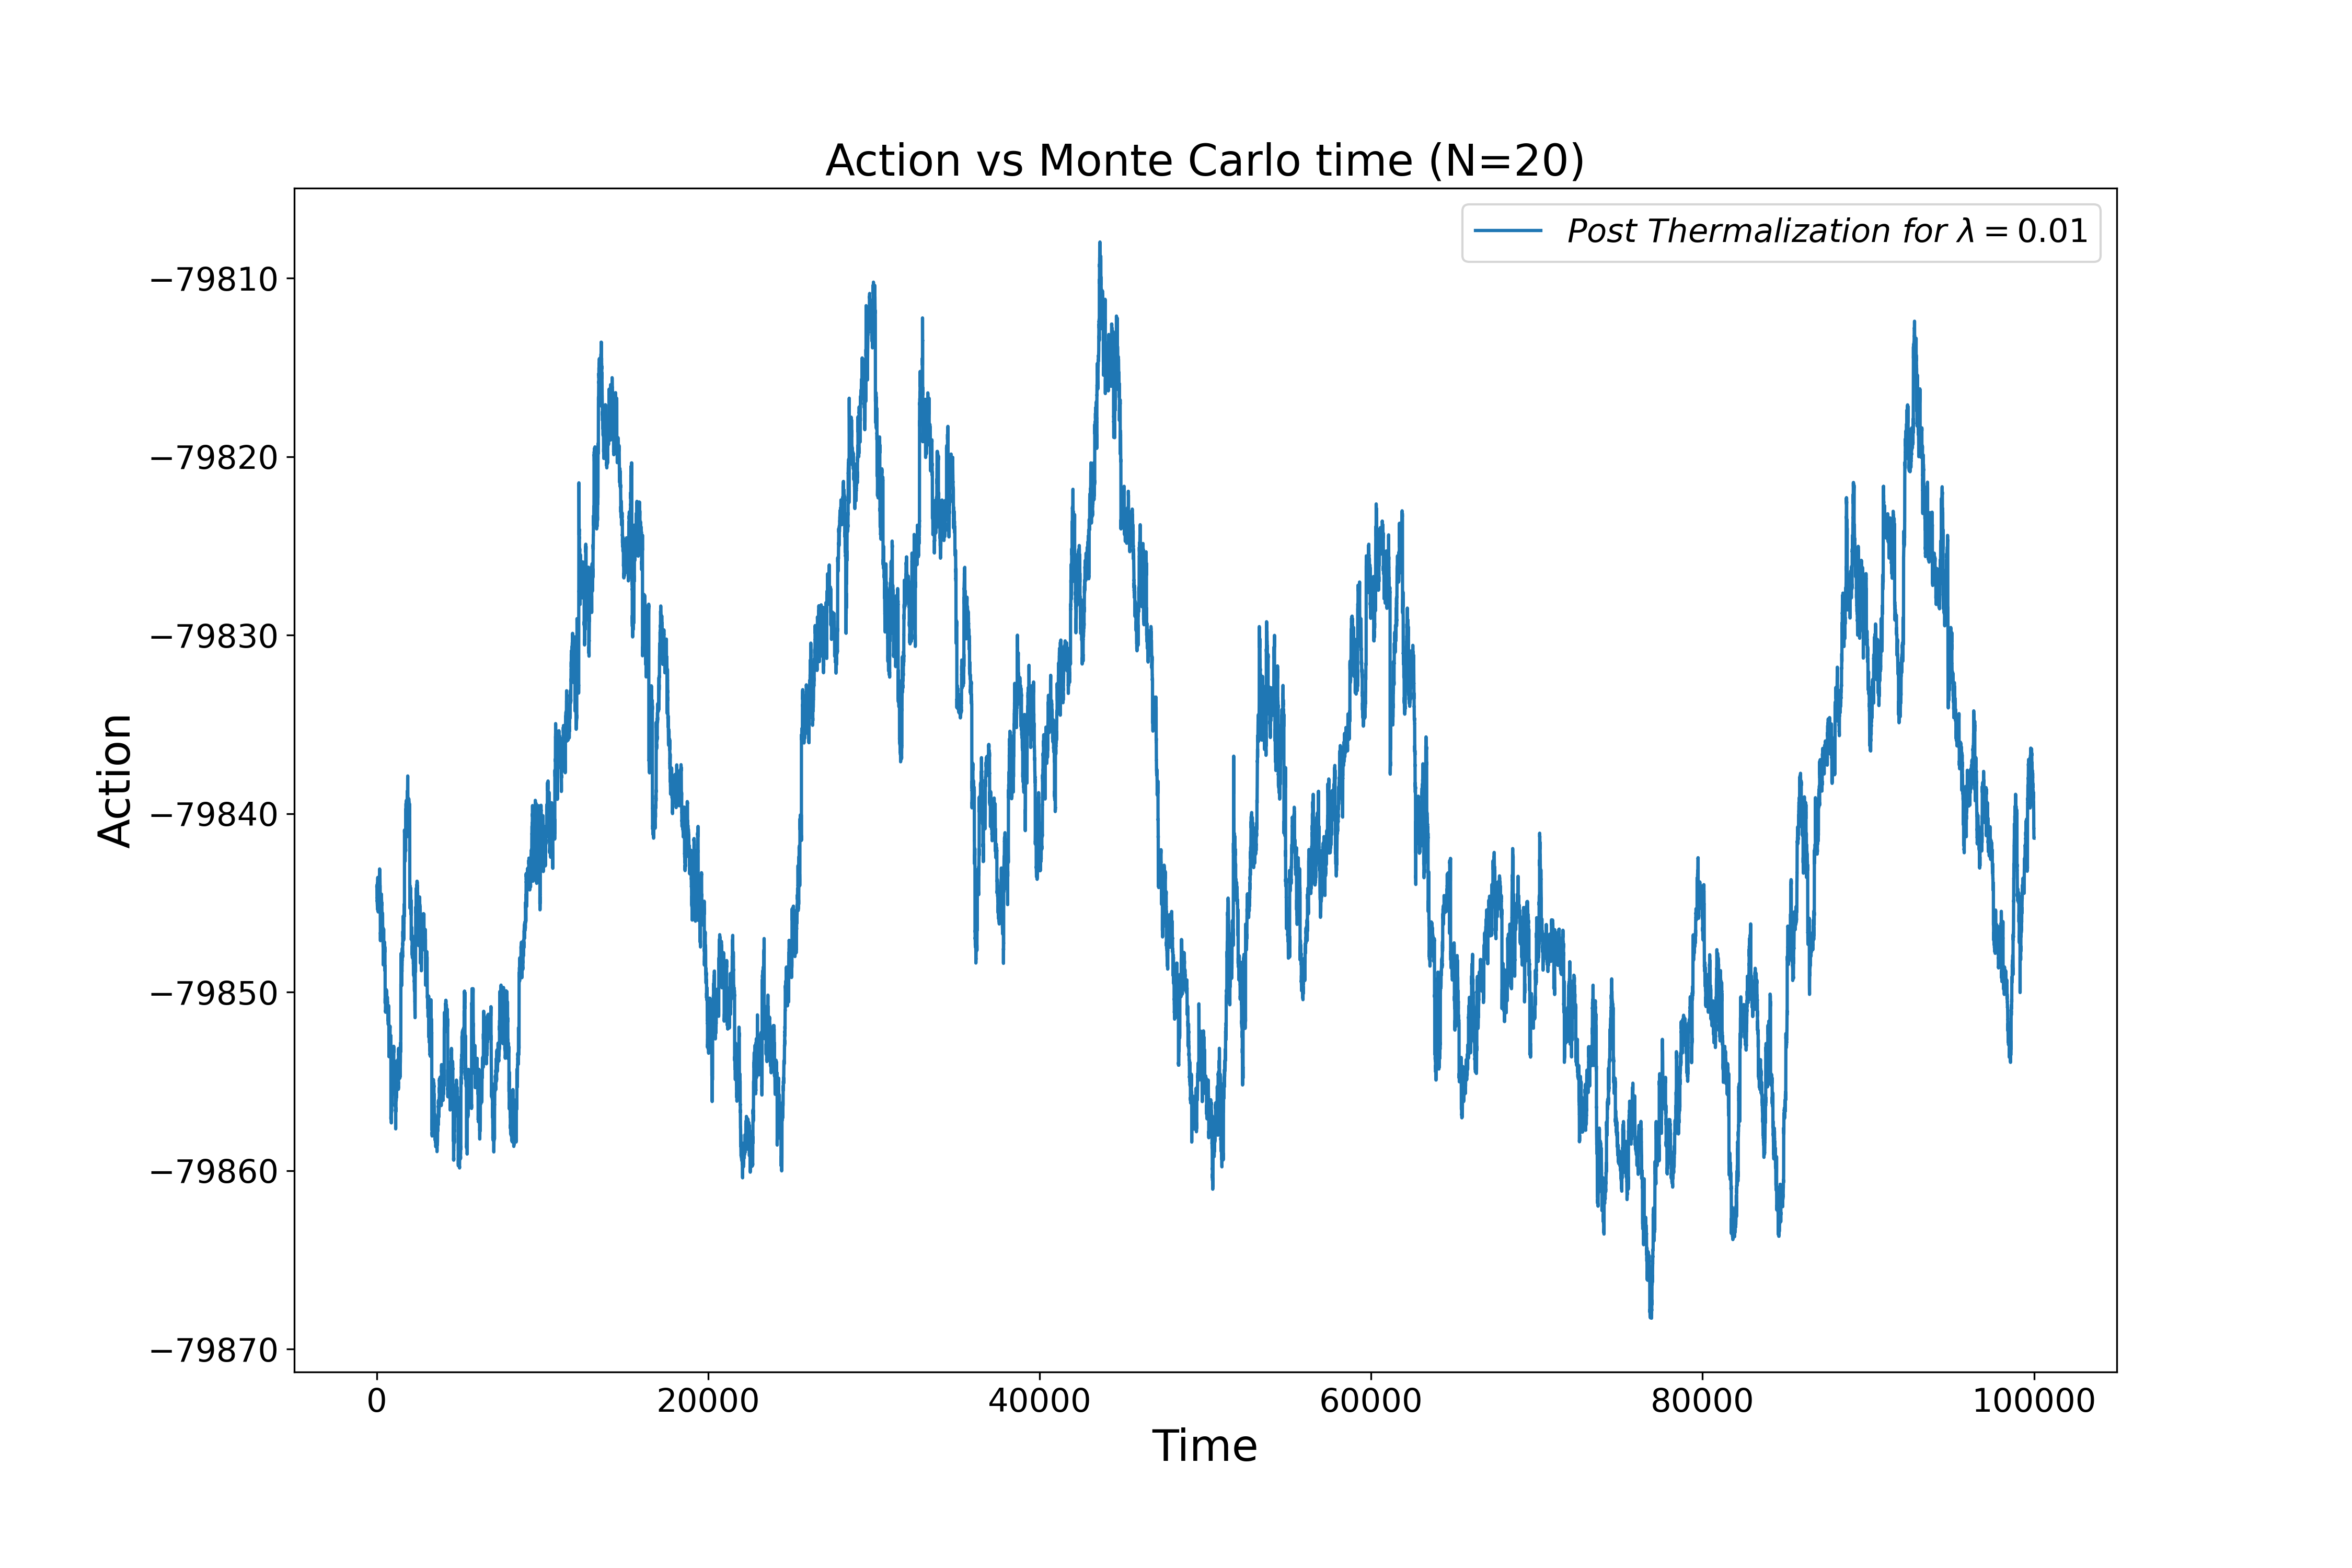 Action vs Monte Carlo time (N=20)
Post Thermalization for λ = 0.01
−79810
−79820
−79830
−79840
−79850
−79860
−79870
Action
0 20000 40000 60000 80000 100000
Time